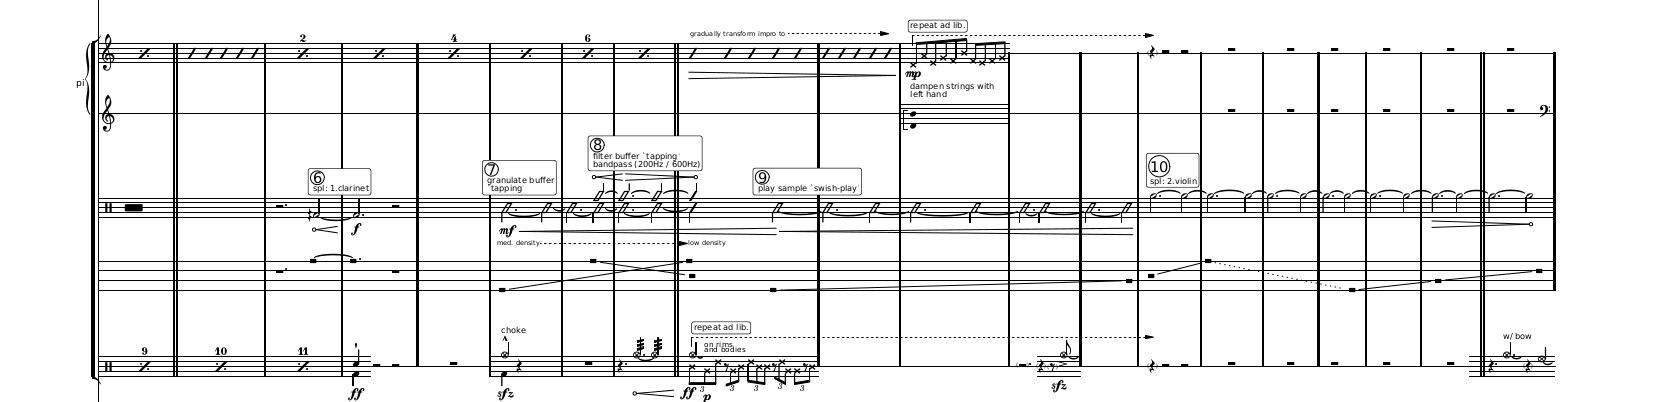 repeat ad lib.
gradually transform impro to
2
4
6
mp
pi
dampen strings with
left hand
8
filter buffer `tapping'
bandpass (200Hz / 600Hz)
6
spl: 1.clarinet
7
granulate buffer
`tapping'
9
play sample `swish-play'
10
spl: 2.violin
f
mf
med. density
low density
repeat ad lib.
choke
on rims
and bodies
w/ bow
9
10
11
ff
sfz
3
3
3
3
3
ff
p
sfz